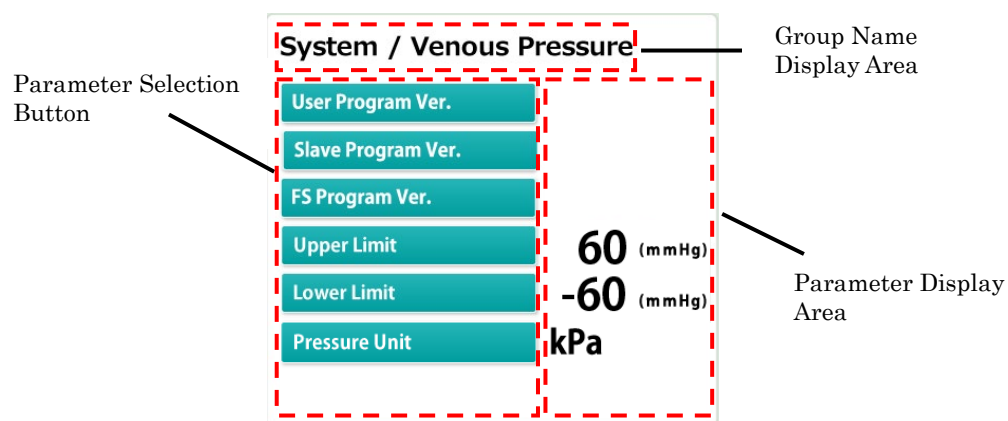 System / Venous Pressure
Group Name
Display Area
Parameter Selection
Button
User Program Ver.
Slave Program Ver.
FS Program Ver.
Upper Limit 60 (mmHg)
Lower Limit -60 (mmHg)
Pressure Unit kPa
Parameter Display
Area